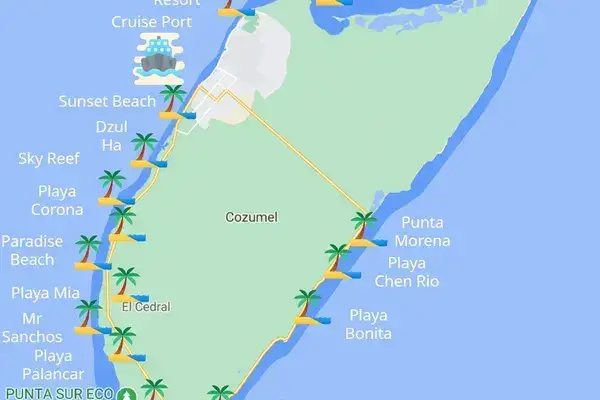 Resort
Cruise Port
Sunset Beach
Dzul
Ha
Sky Reef
Playa
Corona
Cozumel
Punta
Morena
Paradise
Beach
Playa
Chen Rio
Playa Mia
El Cedral
Mr
Sanchos
Playa
Bonita
Playa
Palancar
PUNTA SUR ECO